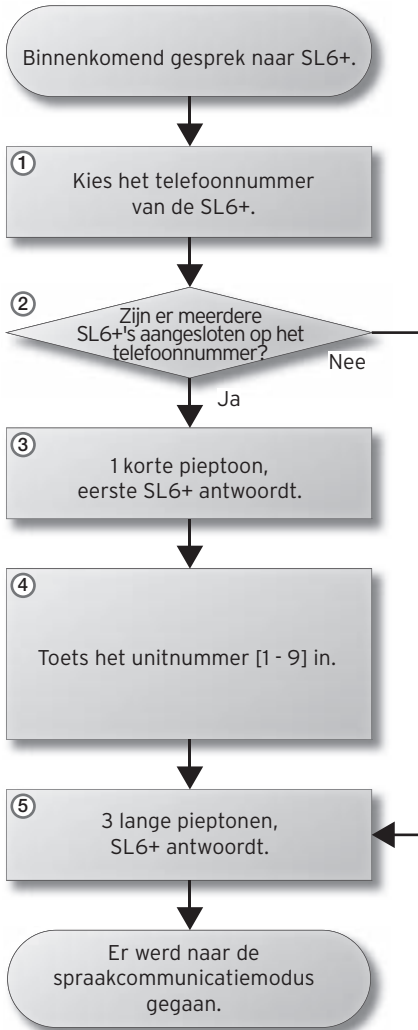 Binnenkomend gesprek naar SL6+.
1
Kies het telefoonnummer
van de SL6+.
2
Zijn er meerdere
SL6+'s aangesloten op het
telefoonnummer?
Nee
Ja
3
1 korte pieptoon,
eerste SL6+ antwoordt.
4
Toets het unitnummer [1 - 9] in.
5
3 lange pieptonen,
SL6+ antwoordt.
Er werd naar de
spraakcommunicatiemodus
gegaan.